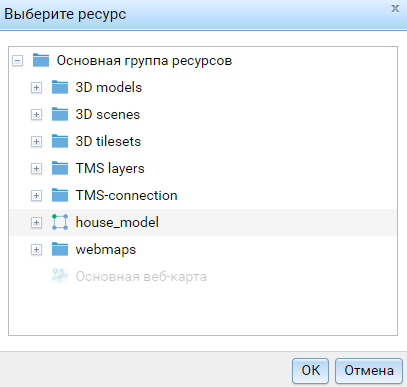 Выберите ресурс
Основная группа ресурсов
3D models
3D scenes
3D tilesets
TMS layers
TMS-connection
house_model
webmaps
Основная веб-карта
ОК Отмена